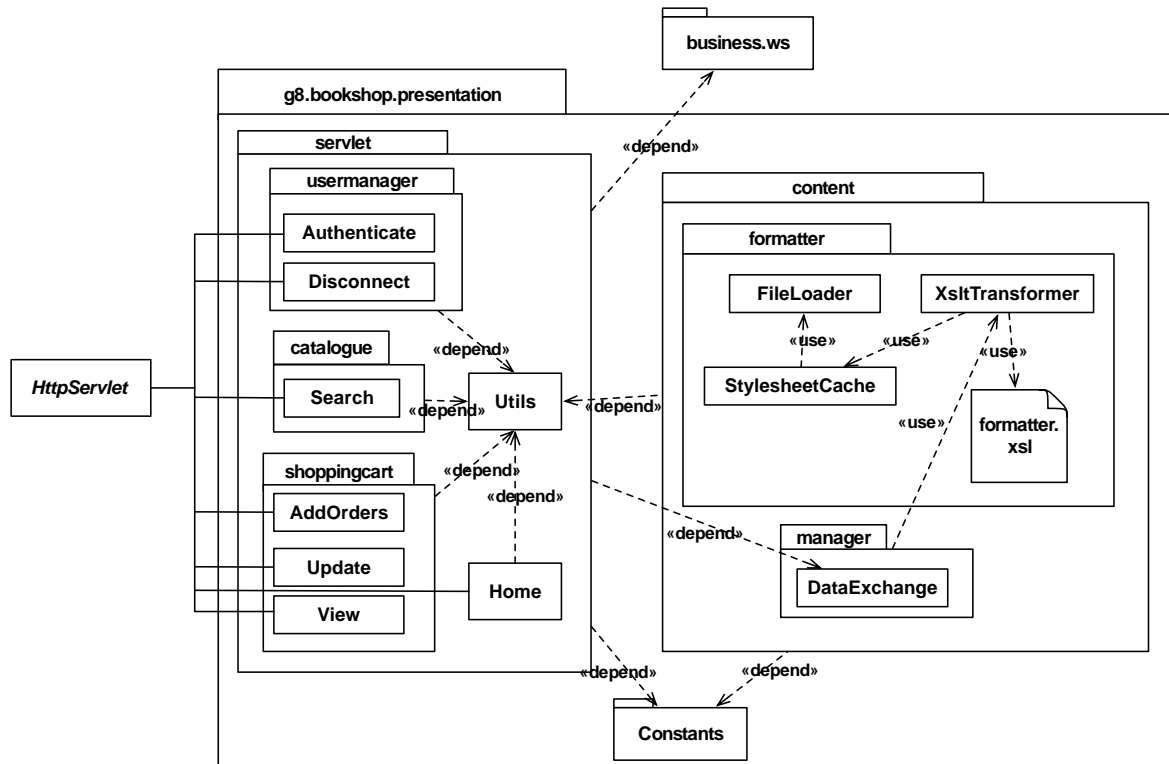 business.ws
g8.bookshop.presentation
servlet
«depend»
usermanager
content
Authenticate
formatter
Disconnect
FileLoader
XsltTransformer
«depend»
«use»
«use»
«use»
catalogue
HttpServlet
Search
«depend»
Utils
«depend»
StylesheetCache
«use»
formatter.
xsl
shoppingcart
«depend»
«depend»
AddOrders
«depend»
manager
Update
Home
DataExchange
View
«depend»
«depend»
Constants